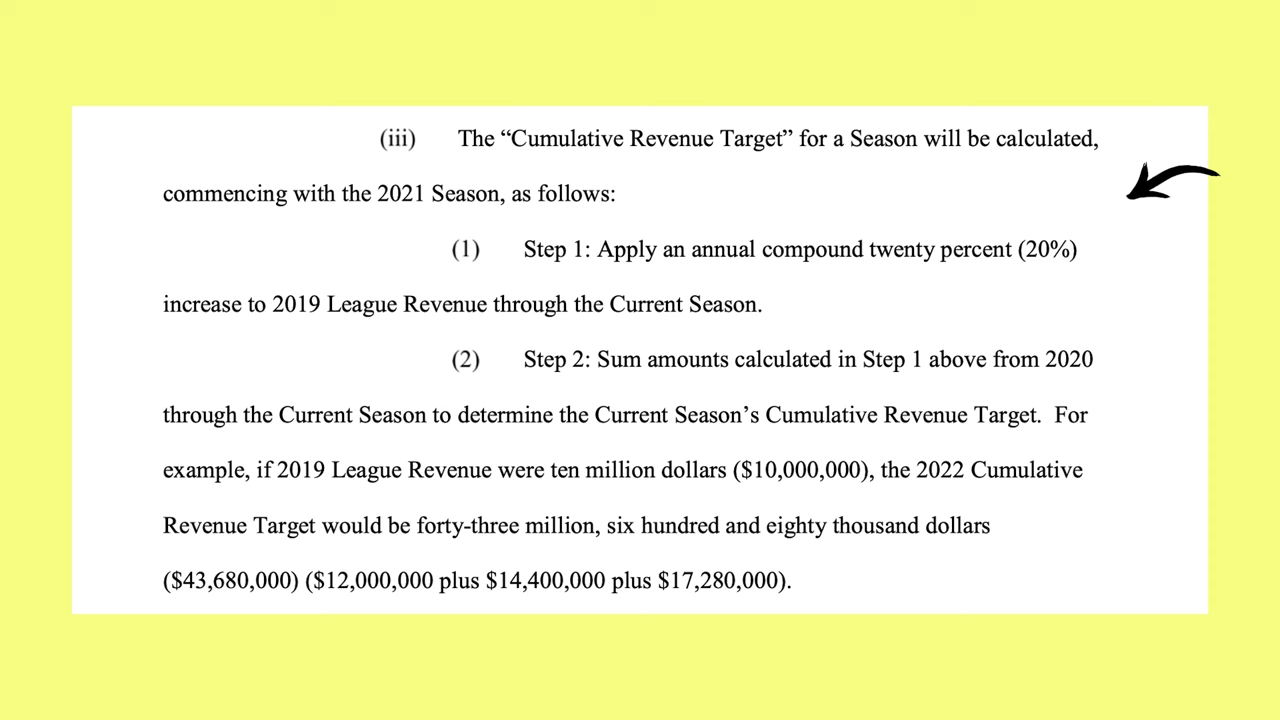 (iii) The “Cumulative Revenue Target” for a Season will be calculated,
commencing with the 2021 Season, as follows:
(1) Step 1: Apply an annual compound twenty percent (20%)
increase to 2019 League Revenue through the Current Season.
(2) Step 2: Sum amounts calculated in Step 1 above from 2020
through the Current Season to determine the Current Season’s Cumulative Revenue Target. For
example, if 2019 League Revenue were ten million dollars ($10,000,000), the 2022 Cumulative
Revenue Target would be forty-three million, six hundred and eighty thousand dollars
($43,680,000) ($12,000,000 plus $14,400,000 plus $17,280,000).